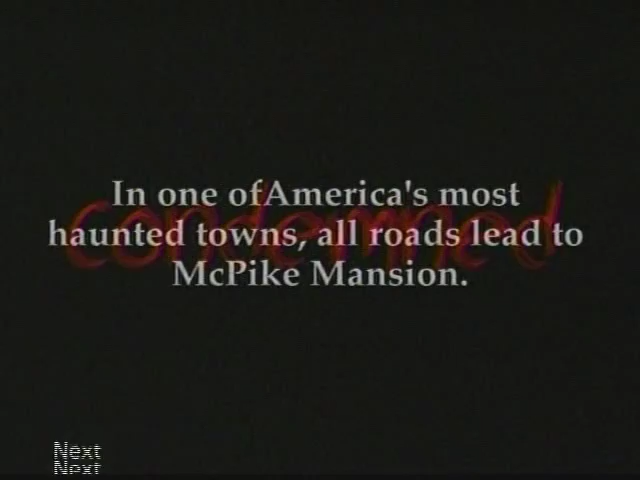 condemned
In one ofAmerica's most
haunted towns, all roads lead to
McPike Mansion.
Next
Next